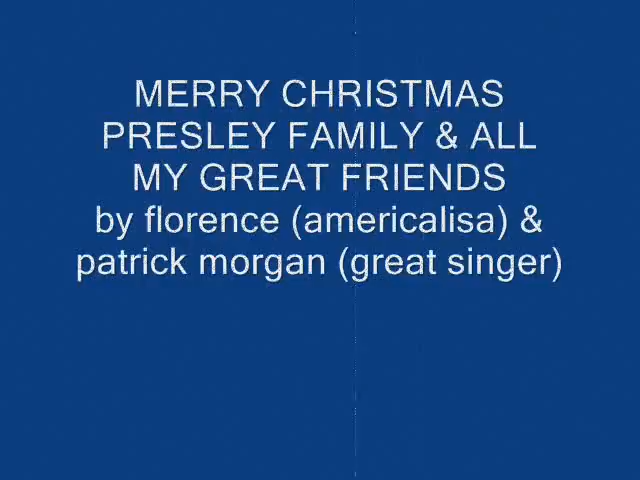 MERRY CHRISTMAS
PRESLEY FAMILY & ALL
MY GREAT FRIENDS
by florence (americalisa) &
patrick morgan (great singer)